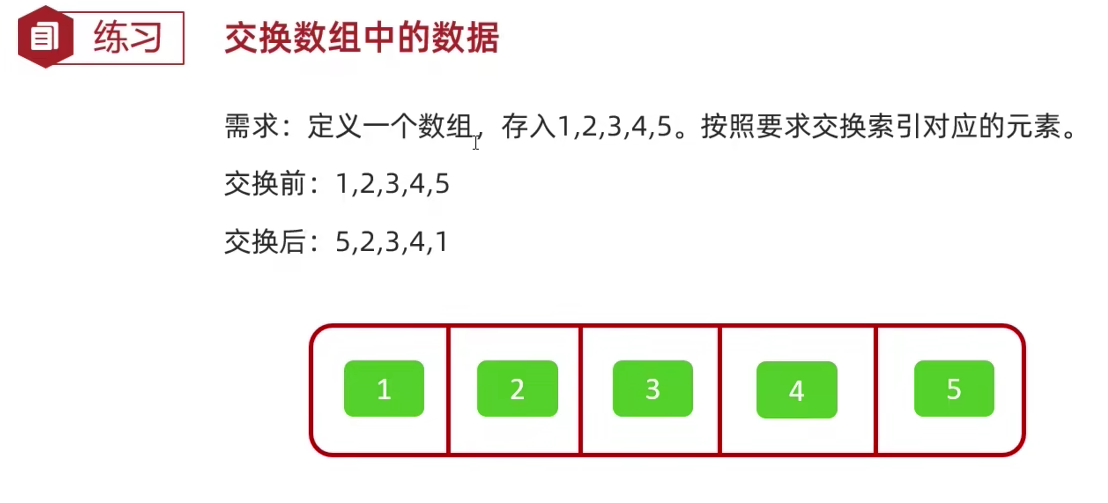 练习
交换数组中的数据
需求：定义一个数组，存入1,2,3,4,5。按照要求交换索引对应的元素。
交换前：1,2,3,4,5
交换后：5,2,3,4,1
1 2 3 4 5